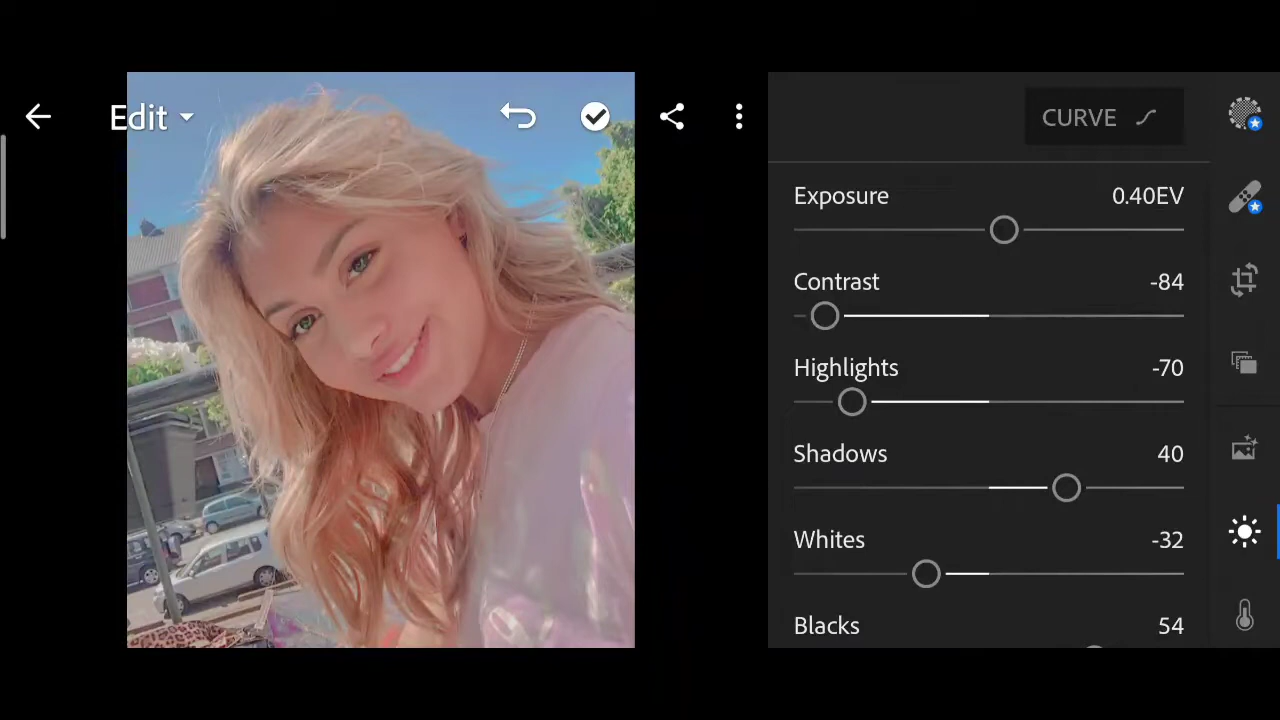 Edit
CURVE
Exposure 0.40EV
Contrast -84
Highlights -70
Shadows 40
Whites -32
Blacks 54